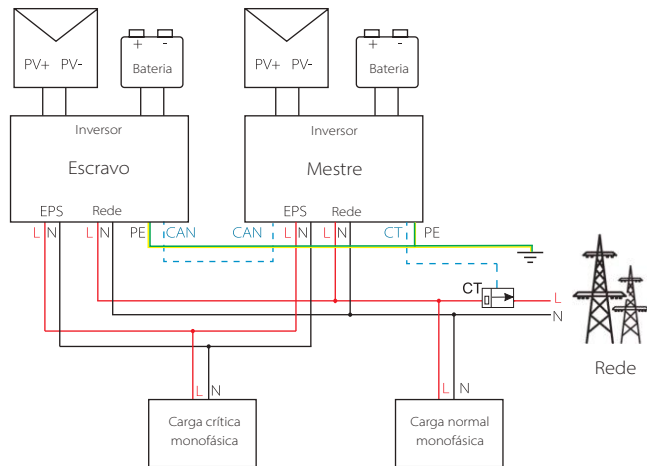 PV+ PV-
+ -
Bateria
PV+ PV-
+ -
Bateria
Inversor
Escravo
Inversor
Mestre
EPS Rede
EPS Rede
L N L N PE CAN
CAN L N L N CT PE
CT
L
N
Rede
L N
L N
Carga crítica
monofásica
Carga normal
monofásica